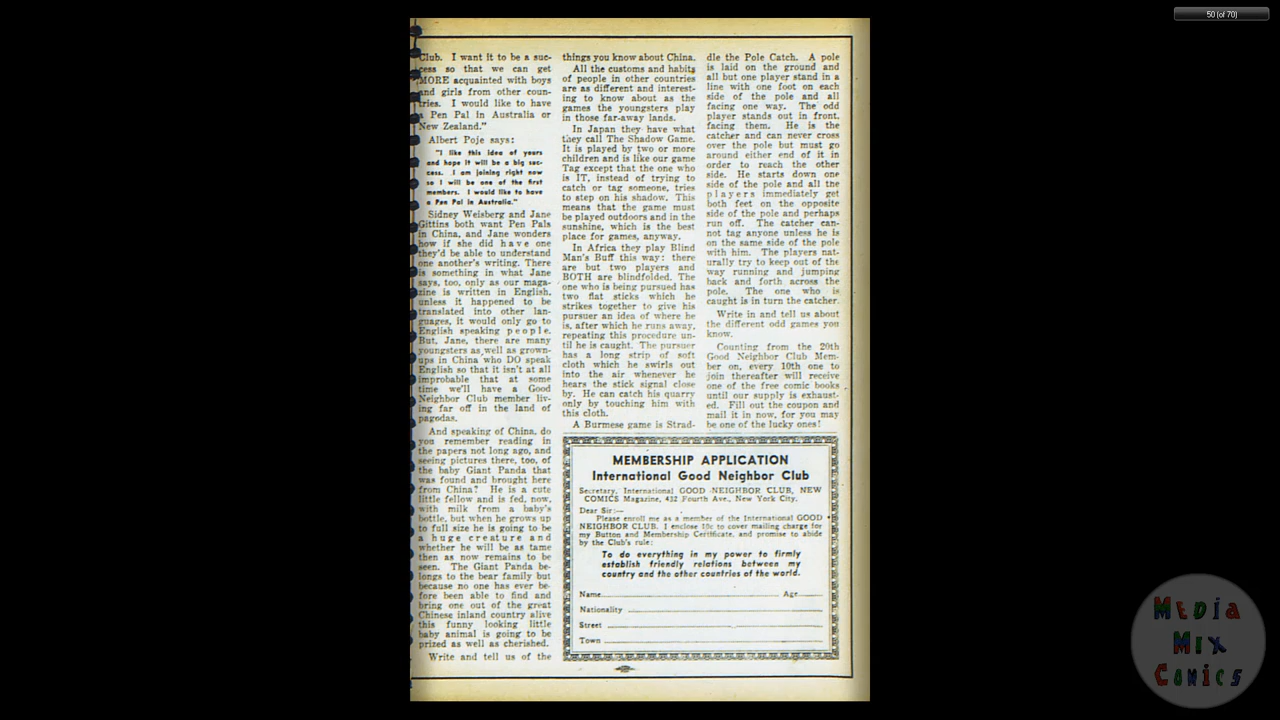 50 (of 70)
Club. I want it to be a suc-
cess so that we can get
MORE acquainted with boys
and girls from other coun-
tries. I would like to have
a Pen Pal in Australia or
New Zealand."
Albert Poje says:
"I like this idea of yours
and hope it will be a big suc-
cess. I am joining right now
so I will be one of the first
members. I would like to have
a Pen Pal in Australia."
Sidney Weisberg and Jane
Gittins both want Pen Pals
in China, and Jane wonders
how if she did have one
they'd be able to understand
one another's writing. There
is something in what Jane
says, too, only as our maga-
zine is written in English,
unless it happened to be
translated into other lan-
guages, it would only go to
English speaking people.
But, Jane, there are many
youngsters as well as grown-
ups in China who DO speak
English so that it isn't at all
improbable that at some
time we'll have a Good
Neighbor Club member liv-
ing far off in the land of
pagodas.
And speaking of China, do
you remember reading in
the papers not long ago, and
seeing pictures there, too, of
the baby Giant Panda that
was found and brought here
from China? He is a cute
little fellow and is fed, now,
with milk from a baby's
bottle, but when he grows up
to full size he is going to be
a huge creature and
whether he will be as tame
then as now remains to be
seen. The Giant Panda be-
longs to the bear family but
because no one has ever be-
fore been able to find and
bring one out of the great
Chinese inland country alive
this funny looking little
baby animal is going to be
prized as well as cherished.
Write and tell us of the
things you know about China.
All the customs and habits
of people in other countries
are as different and interest-
ing to know about as the
games the youngsters play
in those far-away lands.
In Japan they have what
they call The Shadow Game.
It is played by two or more
children and is like our game
Tag except that the one who
is IT, instead of trying to
catch or tag someone, tries
to step on his shadow. This
means that the game must
be played outdoors and in the
sunshine, which is the best
place for games, anyway.
In Africa they play Blind
Man's Buff this way: there
are but two players and
BOTH are blindfolded. The
one who is being pursued has
two flat sticks which he
strikes together to give his
pursuer an idea of where he
is, after which he runs away,
repeating this procedure un-
til he is caught. The pursuer
has a long strip of soft
cloth which he swirls out
into the air whenever he
hears the stick signal close
by. He can catch his quarry
only by touching him with
this cloth.
A Burmese game is Strad-
dle the Pole Catch. A pole
is laid on the ground and
all but one player stand in a
line with one foot on each
side of the pole and all
facing one way. The odd
player stands out in front,
facing them. He is the
catcher and can never cross
over the pole but must go
around either end of it in
order to reach the other
side. He starts down one
side of the pole and all the
players immediately get
both feet on the opposite
side of the pole and perhaps
run off. The catcher can-
not tag anyone unless he is
on the same side of the pole
with him. The players nat-
urally try to keep out of the
way running and jumping
back and forth across the
pole. The one who is
caught is in turn the catcher.
Write in and tell us about
the different odd games you
know.
Counting from the 20th
Good Neighbor Club Mem-
ber on, every 10th one to
join thereafter will receive
one of the free comic books
until our supply is exhaust-
ed. Fill out the coupon and
mail it in now, for you may
be one of the lucky ones!
MEMBERSHIP APPLICATION
International Good Neighbor Club
Secretary, International GOOD NEIGHBOR CLUB, NEW
COMICS Magazine, 432 Fourth Ave., New York City.
Dear Sir:—
Please enroll me as a member of the International GOOD
NEIGHBOR CLUB. I enclose 10c to cover mailing charge for
my Button and Membership Certificate, and promise to abide
by the Club's rule:
To do everything in my power to firmly
establish friendly relations between my
country and the other countries of the world.
Name Age
Nationality
Street
Town
MEDIA
MIX
COMICS